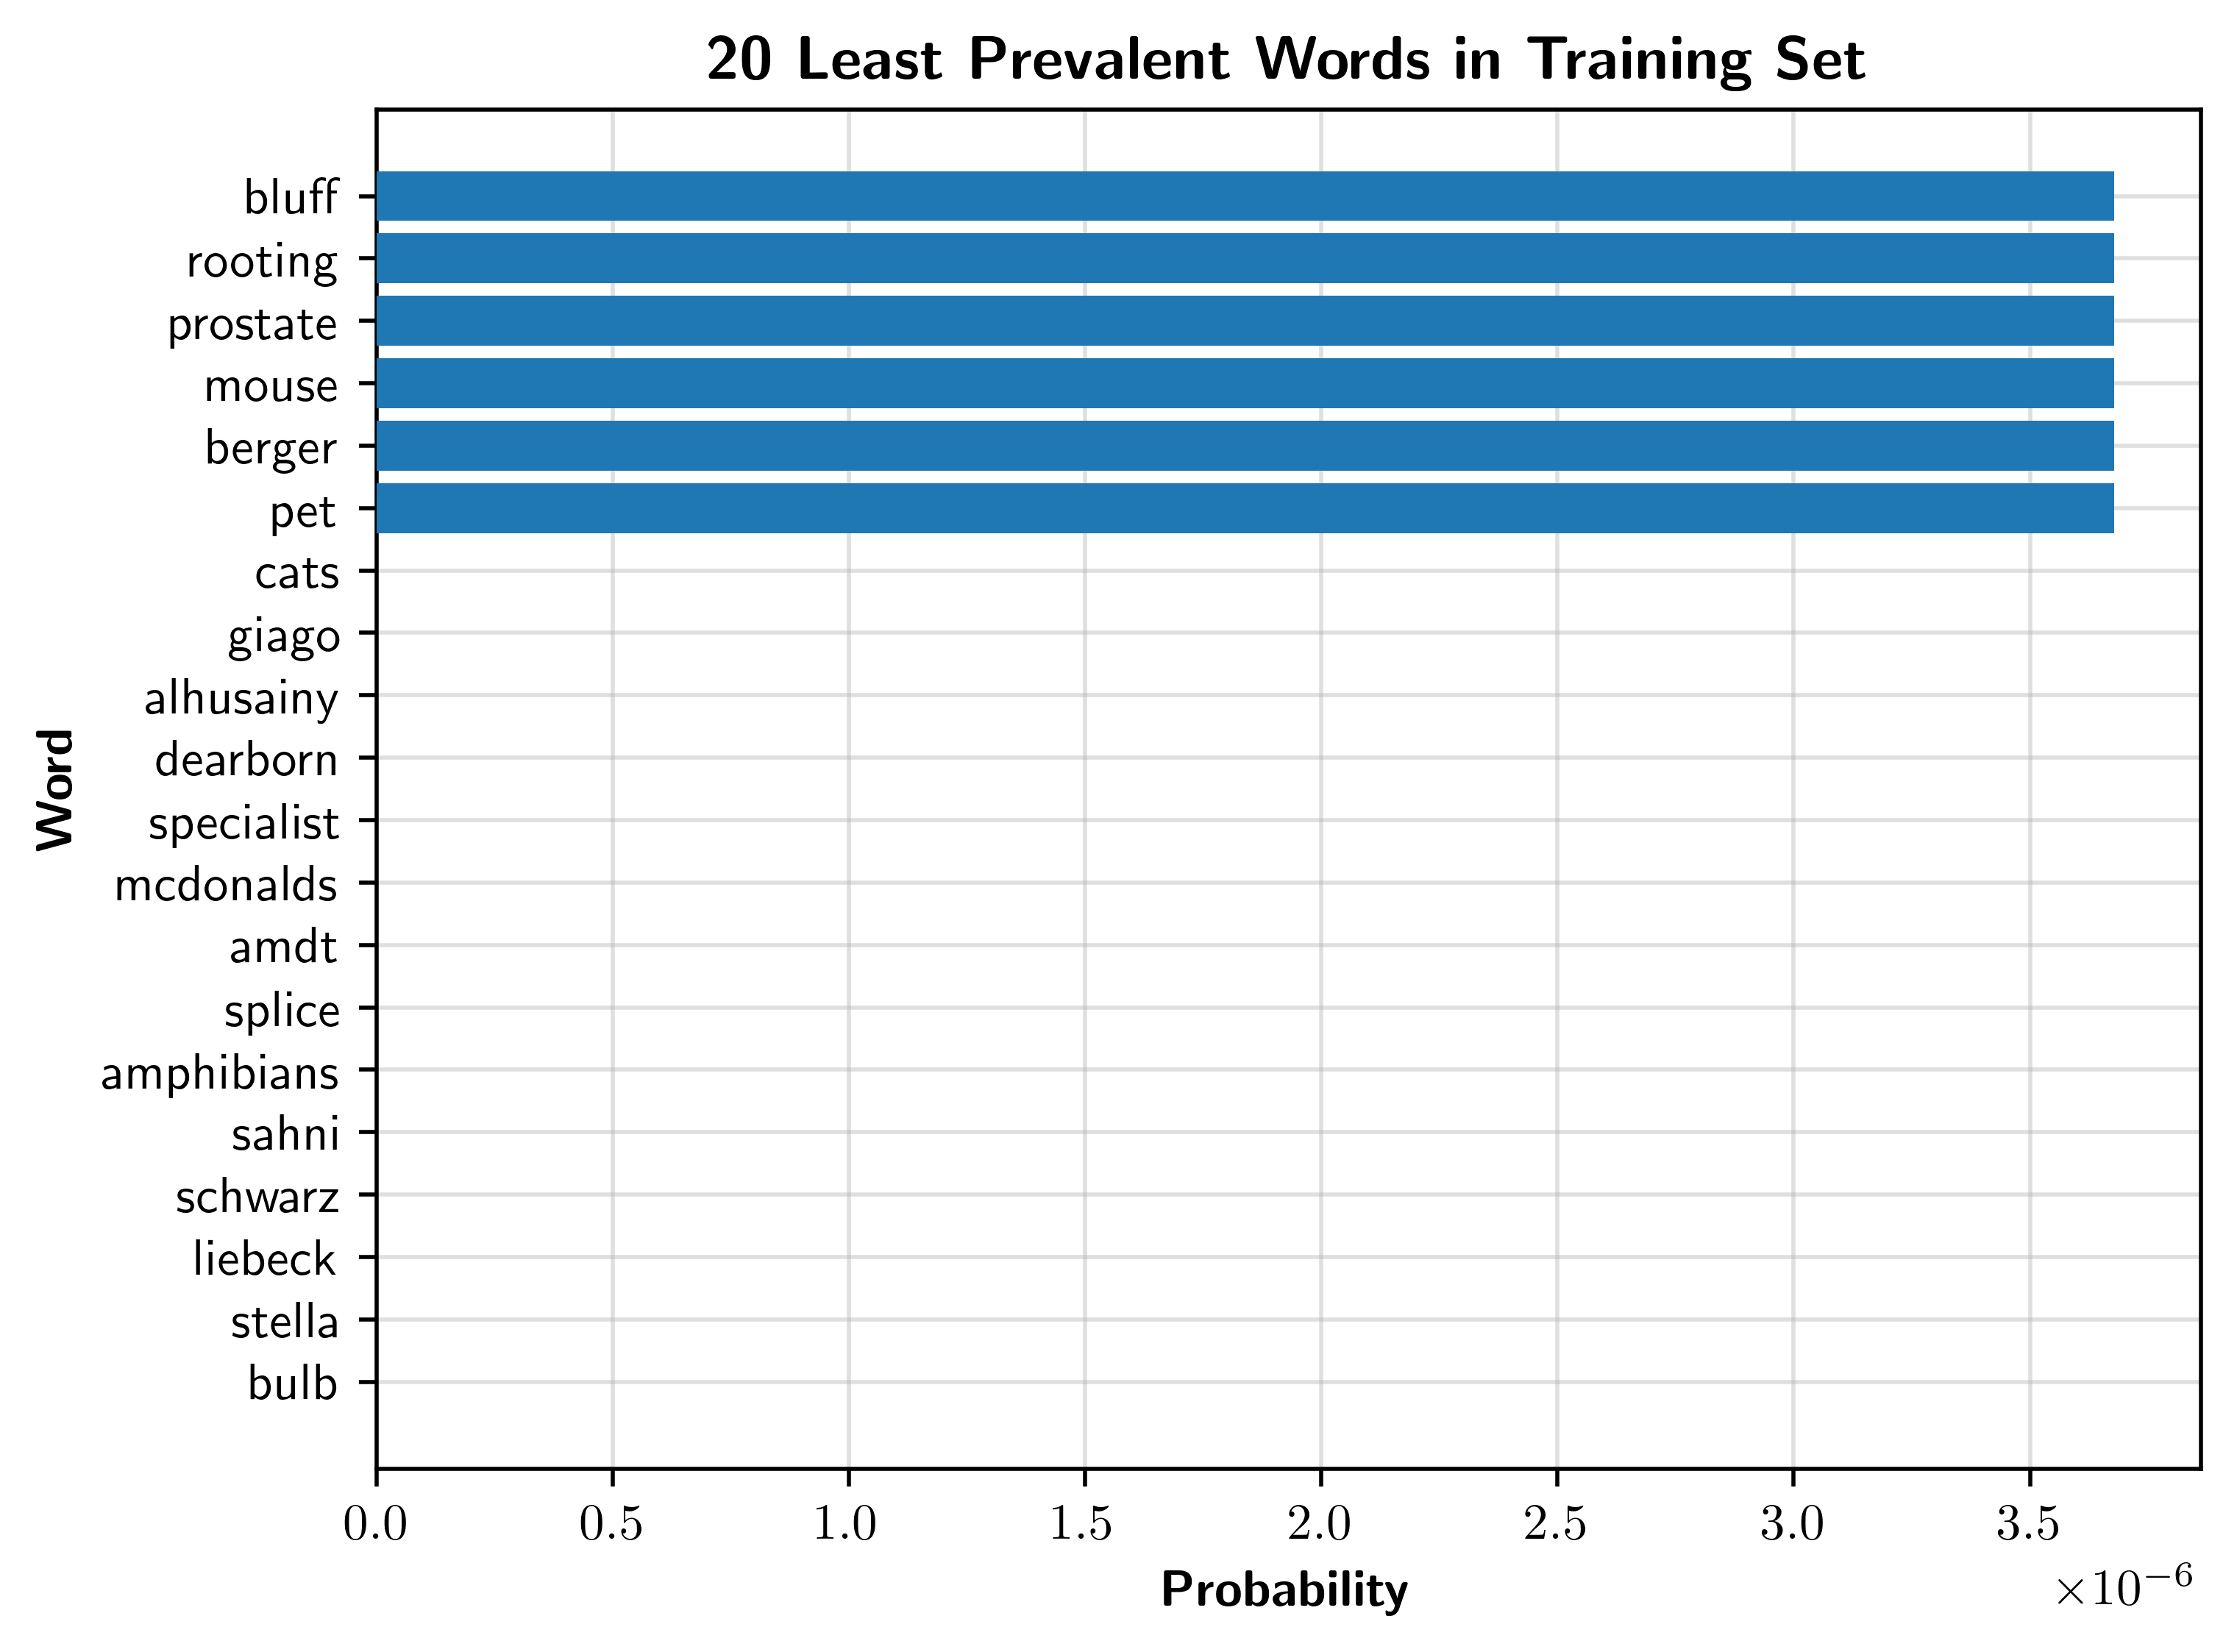 20 Least Prevalent Words in Training Set
bluff
rooting
prostate
mouse
berger
pet
cats
giago
alhusainy
dearborn
specialist
mcdonalds
amdt
splice
amphibians
sahni
schwarz
liebeck
stella
bulb
Word
0.0 0.5 1.0 1.5 2.0 2.5 3.0 3.5
×10⁻⁶
Probability